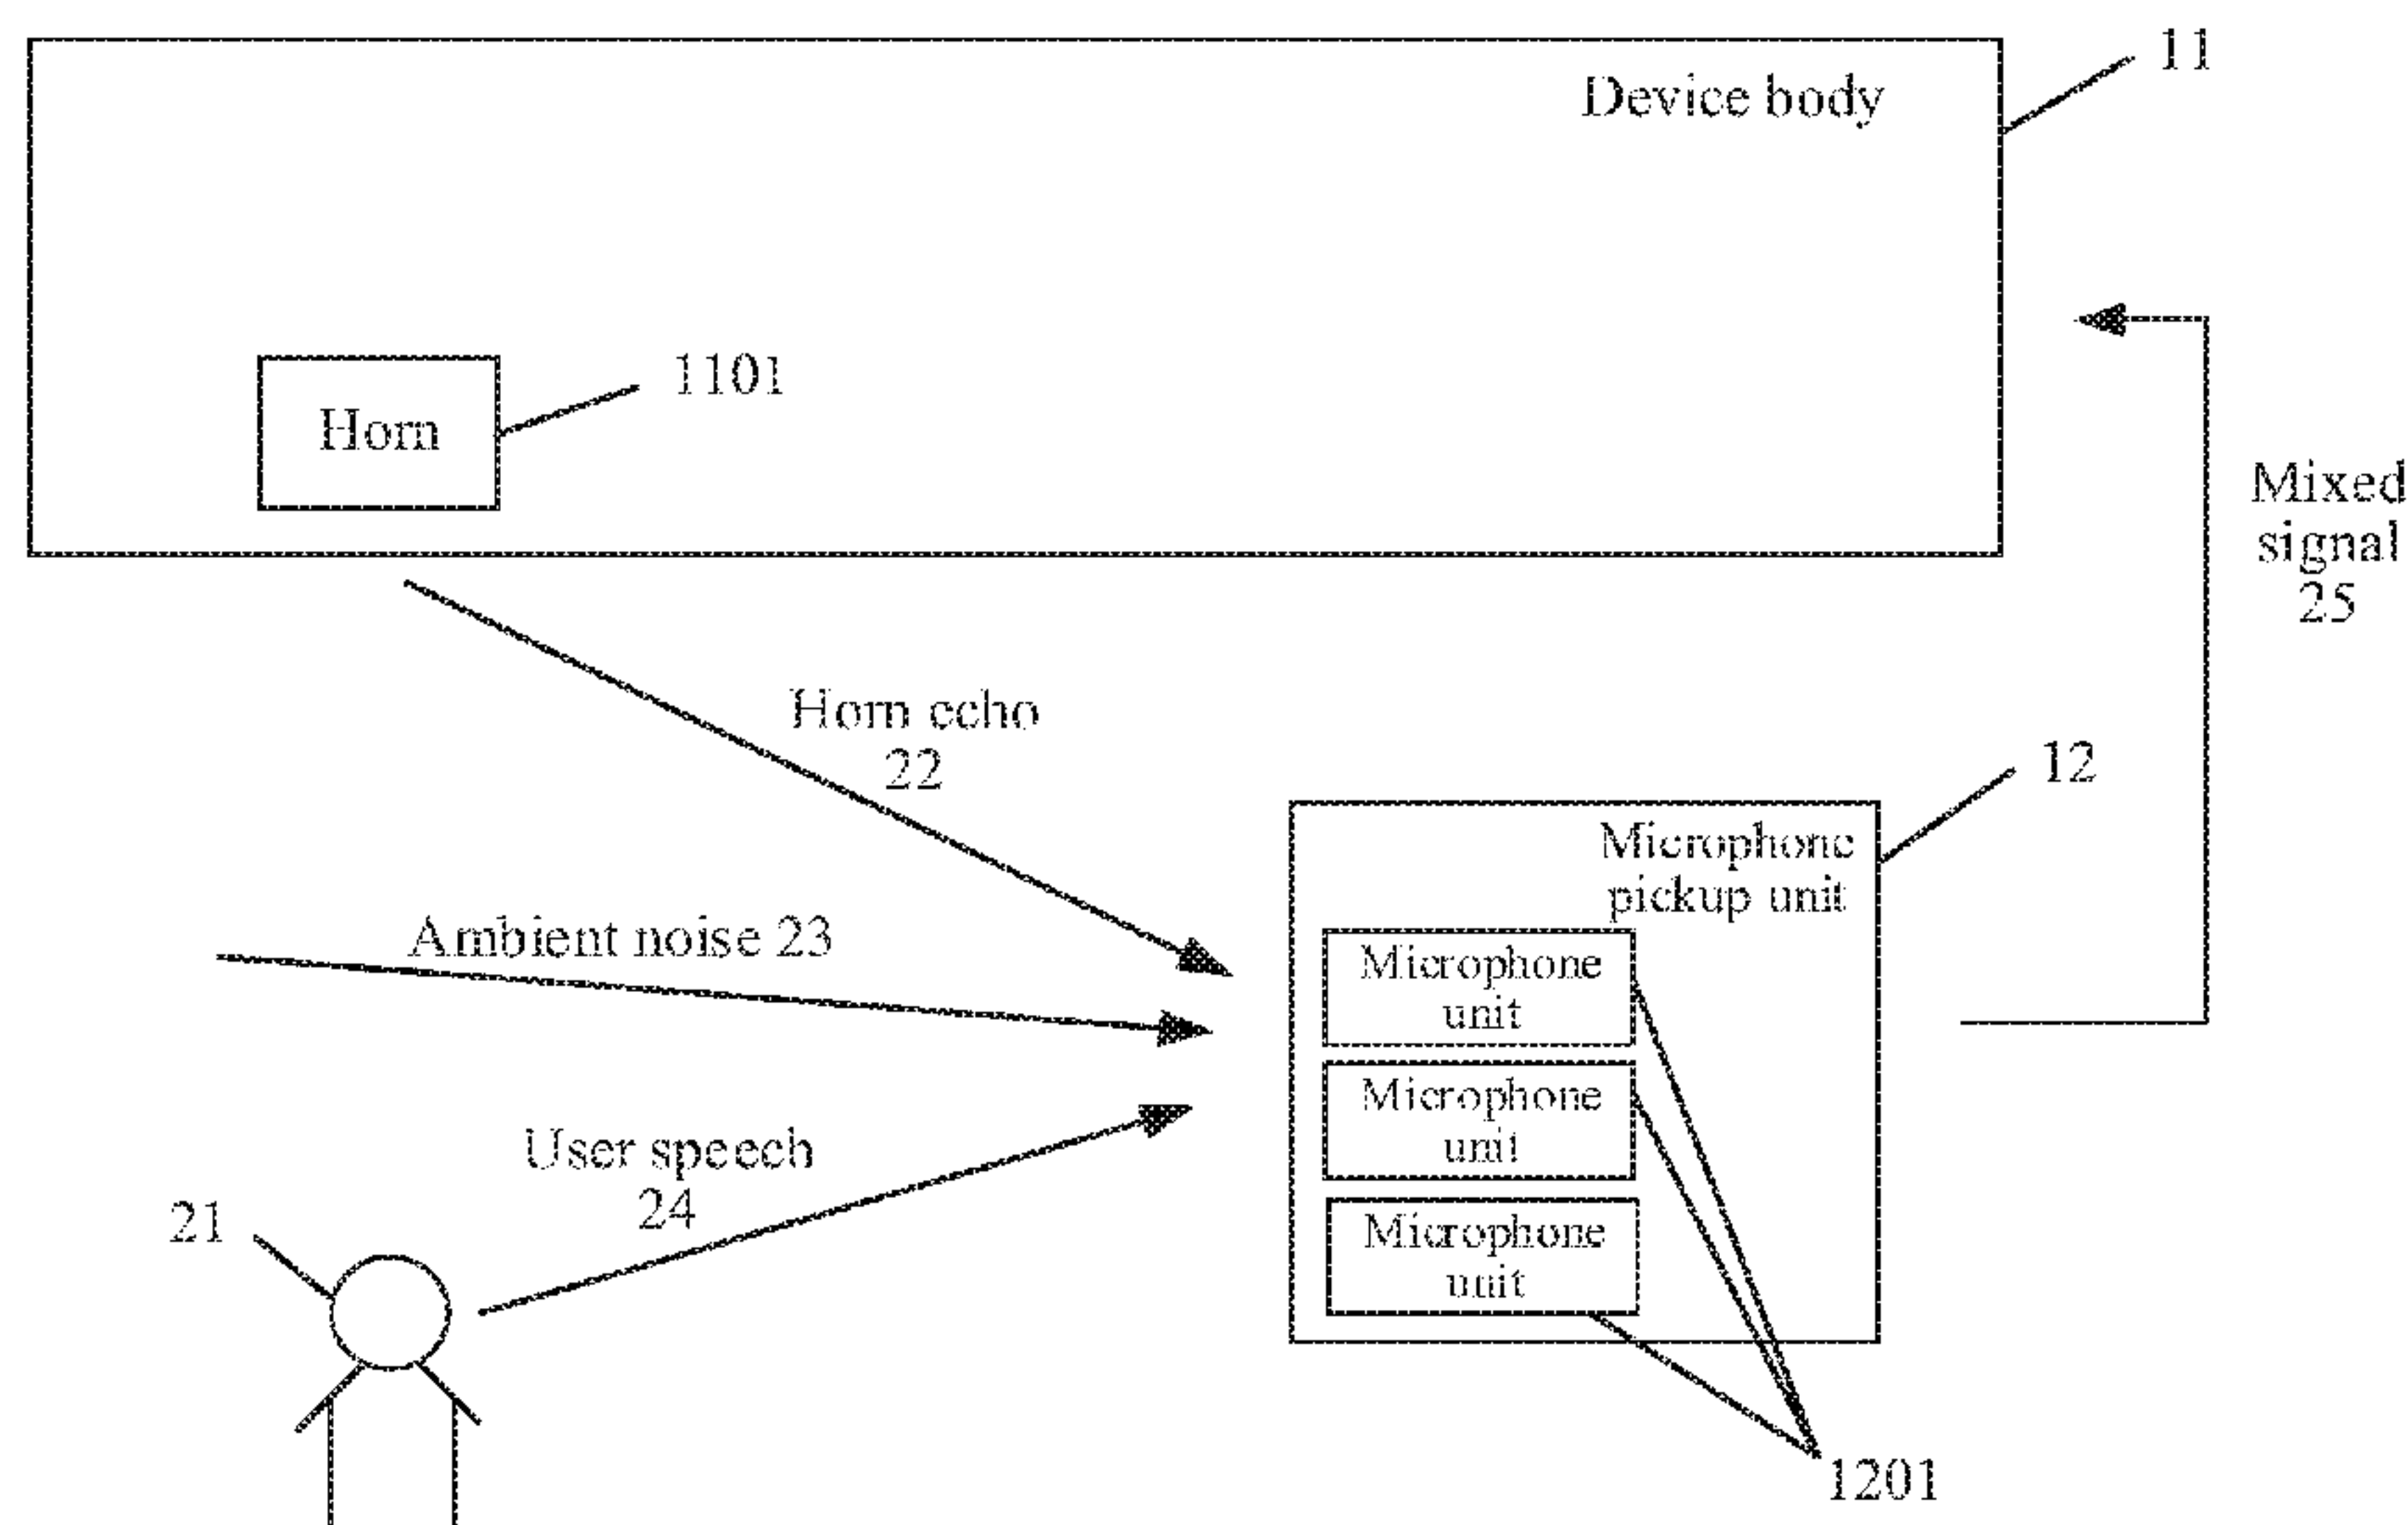 11
Device body
1101
Horn
Mixed
signal
25
Horn echo
22
12
Microphone
pickup unit
Ambient noise 23
Microphone
unit
Microphone
unit
User speech
24
21
Microphone
unit
1201